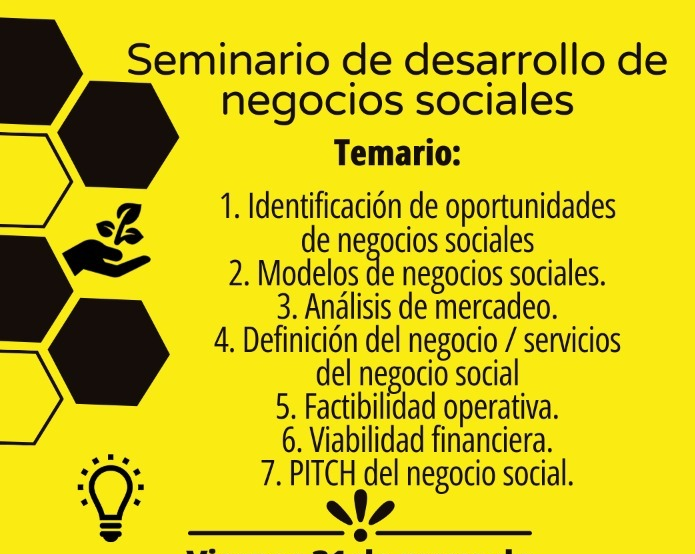 Seminario de desarrollo de
negocios sociales
Temario:
1. Identificación de oportunidades
de negocios sociales
2. Modelos de negocios sociales.
3. Análisis de mercadeo.
4. Definición del negocio / servicios
del negocio social
5. Factibilidad operativa.
6. Viabilidad financiera.
7. PITCH del negocio social.